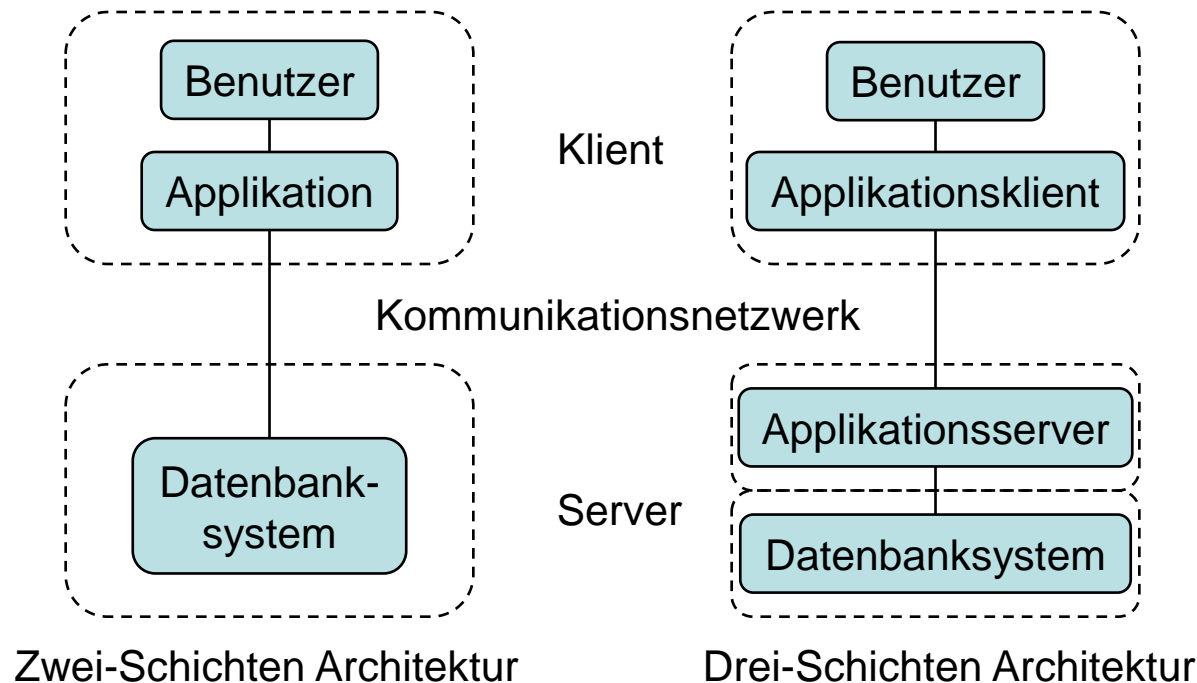 Benutzer
Benutzer
Klient
Applikation
Applikationsklient
Kommunikationsnetzwerk
Applikationsserver
Datenbank-
system
Server
Datenbanksystem
Zwei-Schichten Architektur
Drei-Schichten Architektur